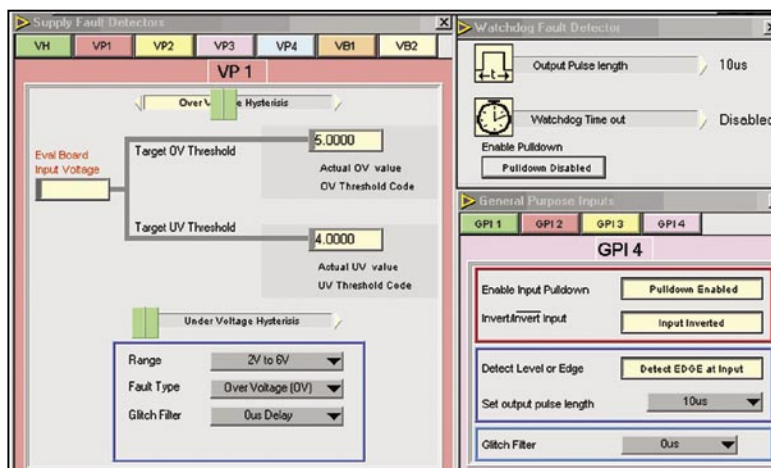 Supply Fault Detectors
VH VP1 VP2 VP3 VP4 VB1 VB2
VP 1
Over Voltage Hysterisis
Eval Board
Input Voltage
Target OV Threshold
5.0000
Actual OV value
OV Threshold Code
Target UV Threshold
4.0000
Actual UV value
UV Threshold Code
Under Voltage Hysterisis
Range 2V to 6V
Fault Type Over Voltage (OV)
Glitch Filter 0us Delay
Watchdog Fault Detector
Output Pulse length 10us
t
Watchdog Time out Disabled
Enable Pulldown
Pulldown Disabled
General Purpose Inputs
GPI 1 GPI 2 GPI 3 GPI 4
GPI 4
Enable Input Pulldown Pulldown Enabled
Invert/Invert Input Input Inverted
Detect Level or Edge Detect EDGE at Input
Set output pulse length 10us
Glitch Filter 0us